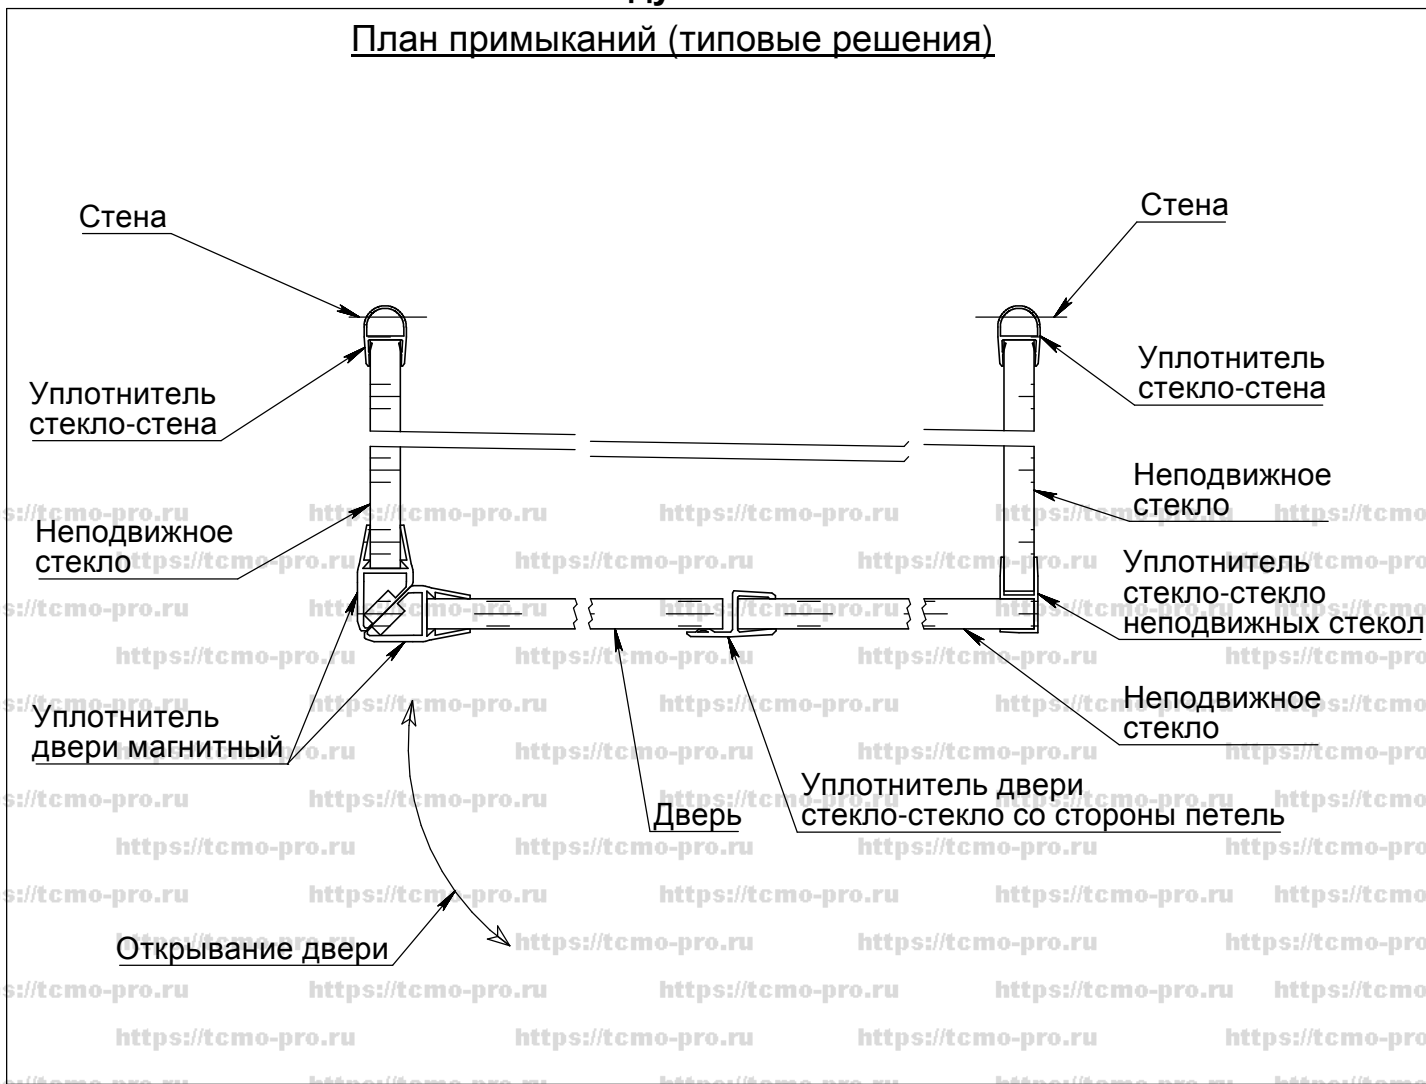 План примыканий (типовые решения)
Стена
Стена
Уплотнитель
стекло-стена
Уплотнитель
стекло-стена
Неподвижное
стекло
Неподвижное
стекло
Уплотнитель
стекло-стекло
неподвижных стекол
Уплотнитель
двери магнитный
Неподвижное
стекло
Дверь
Уплотнитель двери
стекло-стекло со стороны петель
Открывание двери
https://tcmo-pro.ru